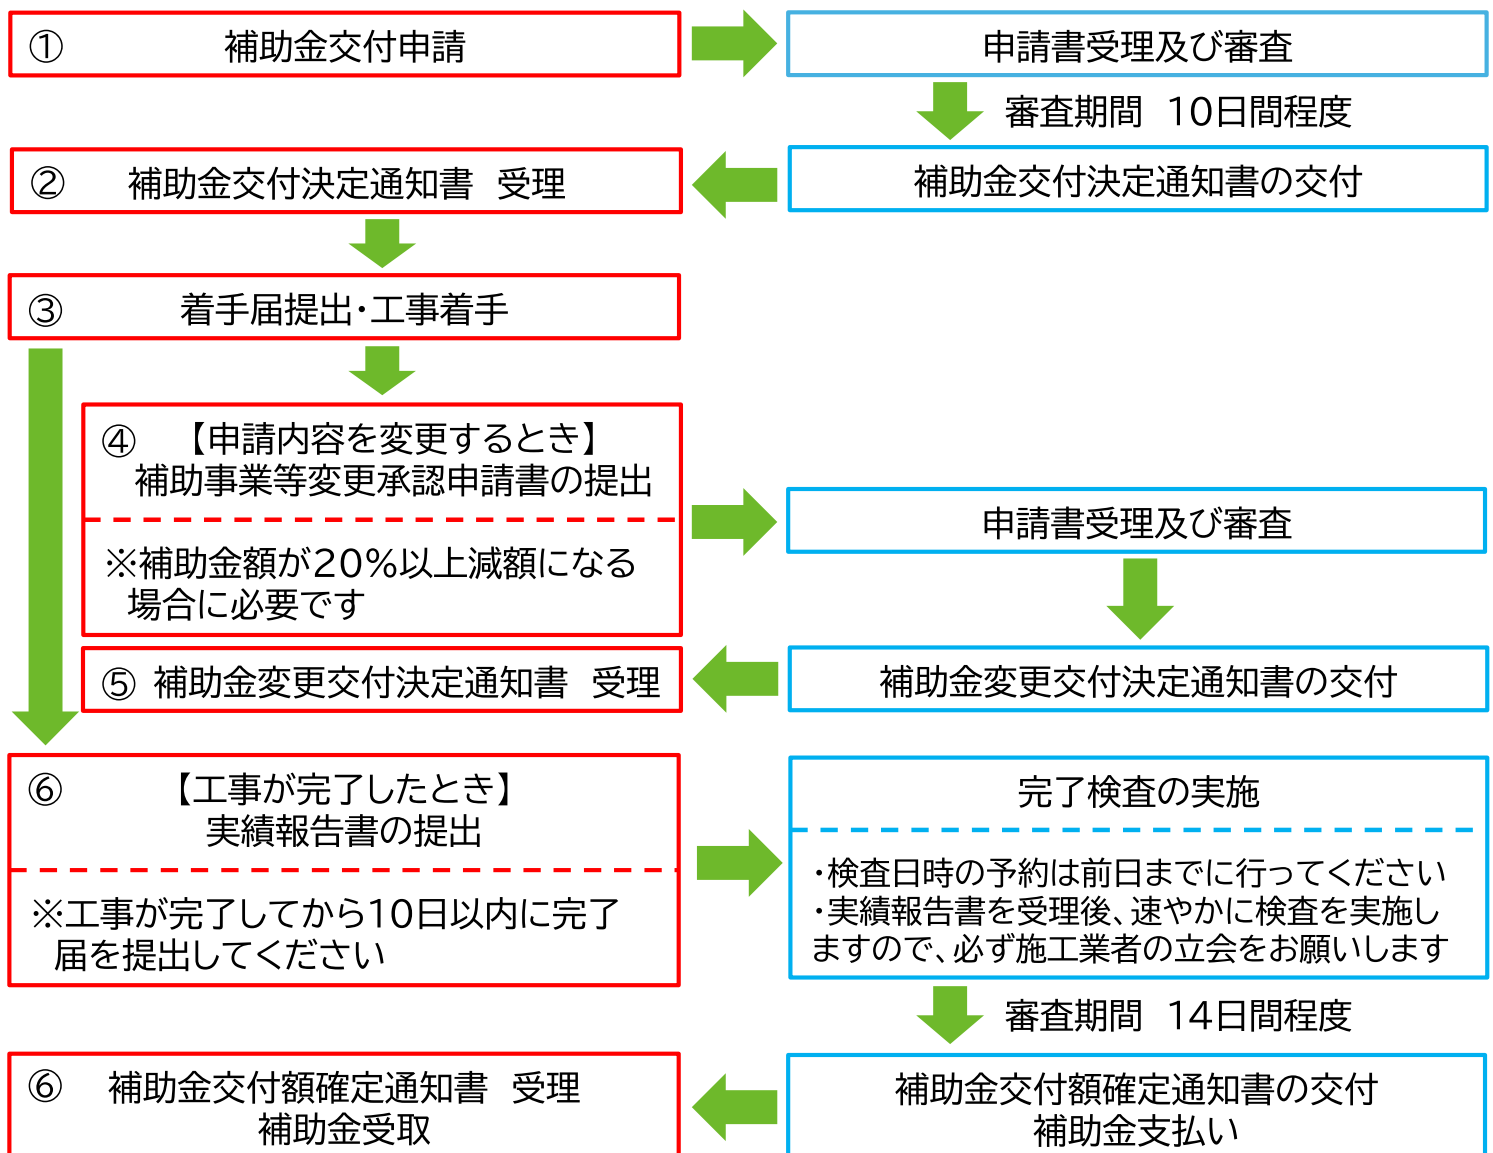 ① 補助金交付申請
申請書受理及び審査
審査期間 10日間程度
② 補助金交付決定通知書 受理
補助金交付決定通知書の交付
③ 着手届提出・工事着手
④ 【申請内容を変更するとき】
補助事業等変更承認申請書の提出
※補助金額が20％以上減額になる
場合に必要です
申請書受理及び審査
⑤ 補助金変更交付決定通知書 受理
補助金変更交付決定通知書の交付
⑥ 【工事が完了したとき】
実績報告書の提出
※工事が完了してから10日以内に完了
届を提出してください
完了検査の実施
・検査日時の予約は前日までに行ってください
・実績報告書を受理後、速やかに検査を実施し
ますので、必ず施工業者の立会をお願いします
審査期間 14日間程度
⑥ 補助金交付額確定通知書 受理
補助金受取
補助金交付額確定通知書の交付
補助金支払い